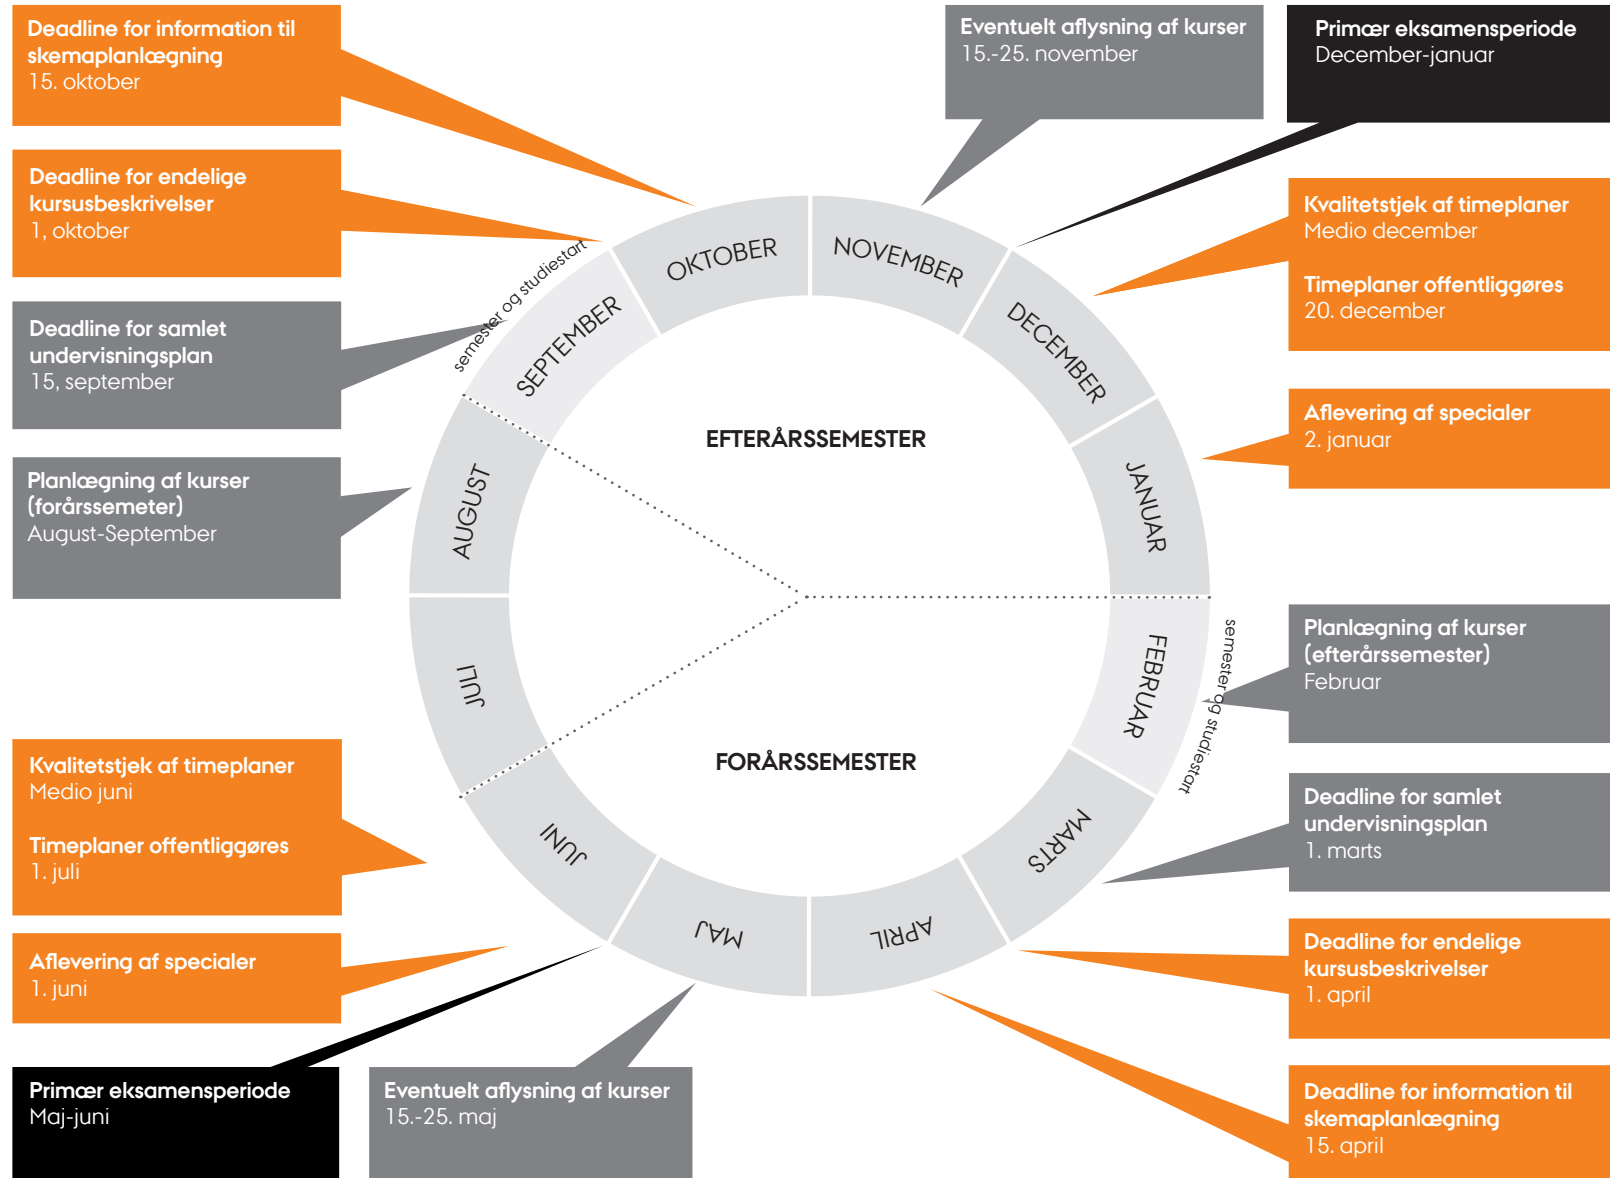 Deadline for information til
skemaplanlægning
15. oktober
Eventuelt aflysning af kurser
15.-25. november
Primær eksamensperiode
December-januar
Deadline for endelige
kursusbeskrivelser
1, oktober
Kvalitetstjek af timeplaner
Medio december
Timeplaner offentliggøres
20. december
Deadline for samlet
undervisningsplan
15, september
Aflevering af specialer
2. januar
Planlægning af kurser
(forårssemeter)
August-September
semester og studiestart
OKTOBER
NOVEMBER
SEPTEMBER
DECEMBER
AUGUST
JANUAR
EFTERÅRSSEMESTER
JULI
FEBRUAR
semester og studiestart
FORÅRSSEMESTER
JUNI
MARTS
MAJ
APRIL
Planlægning af kurser
(efterårssemester)
Februar
Kvalitetstjek af timeplaner
Medio juni
Timeplaner offentliggøres
1. juli
Deadline for samlet
undervisningsplan
1. marts
Aflevering af specialer
1. juni
Deadline for endelige
kursusbeskrivelser
1. april
Primær eksamensperiode
Maj-juni
Eventuelt aflysning af kurser
15.-25. maj
Deadline for information til
skemaplanlægning
15. april